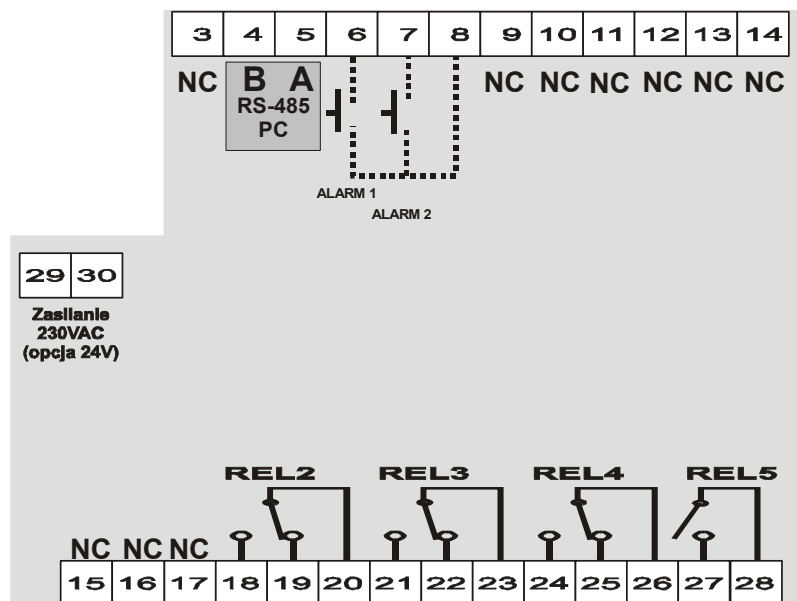 3 4 5 6 7 8 9 10 11 12 13 14
NC B A NC NC NC NC NC NC
RS-485
PC
ALARM 1
ALARM 2
29 30
Zasilanie
230VAC
(opcja 24V)
REL2 REL3 REL4 REL5
NC NC NC
15 16 17 18 19 20 21 22 23 24 25 26 27 28